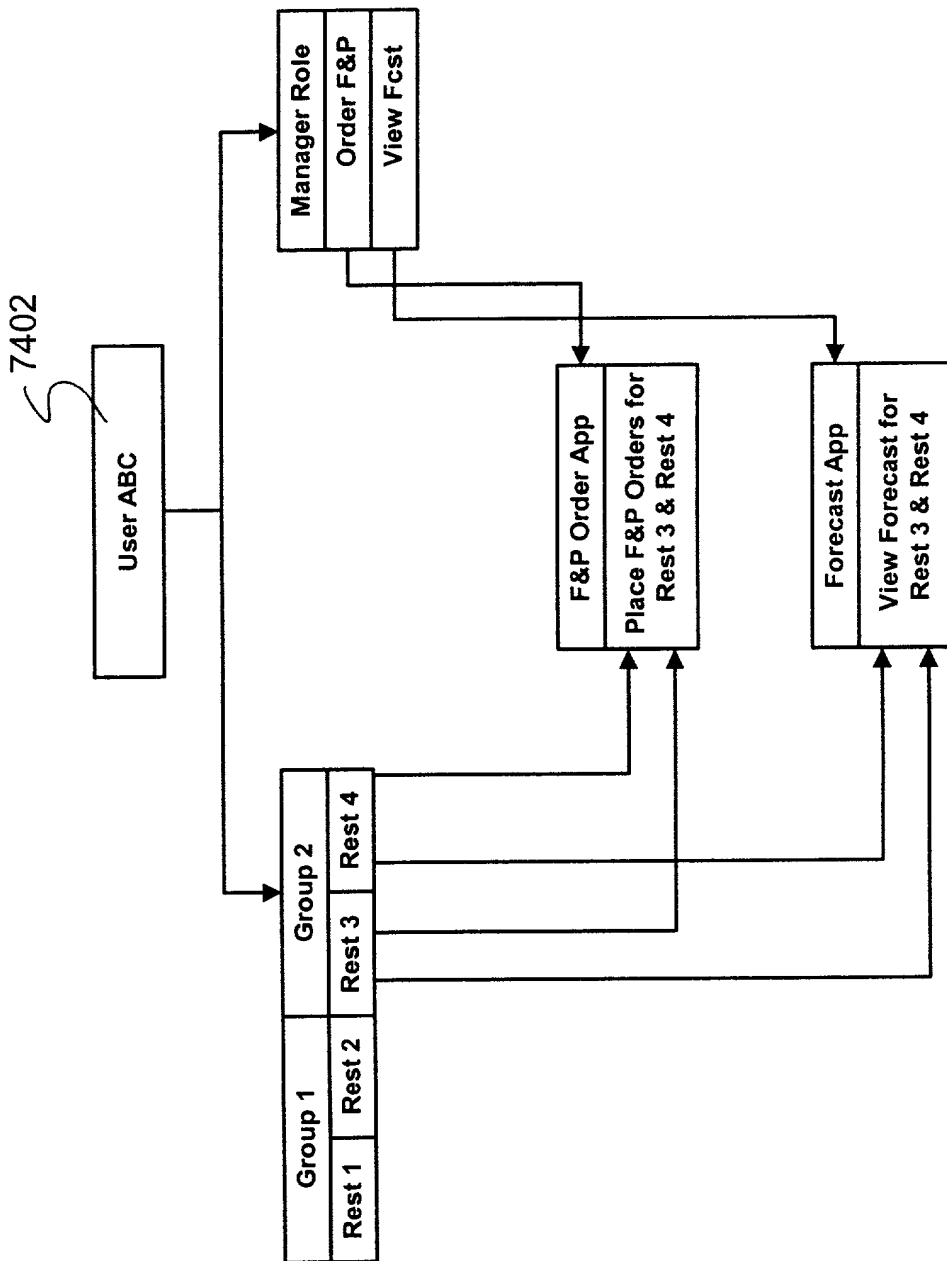 7402
User ABC
Group 1
Group 2
Rest 1
Rest 2
Rest 3
Rest 4
Manager Role
Order F&P
View Fcst
F&P Order App
Place F&P Orders for
Rest 3 & Rest 4
Forecast App
View Forecast for
Rest 3 & Rest 4